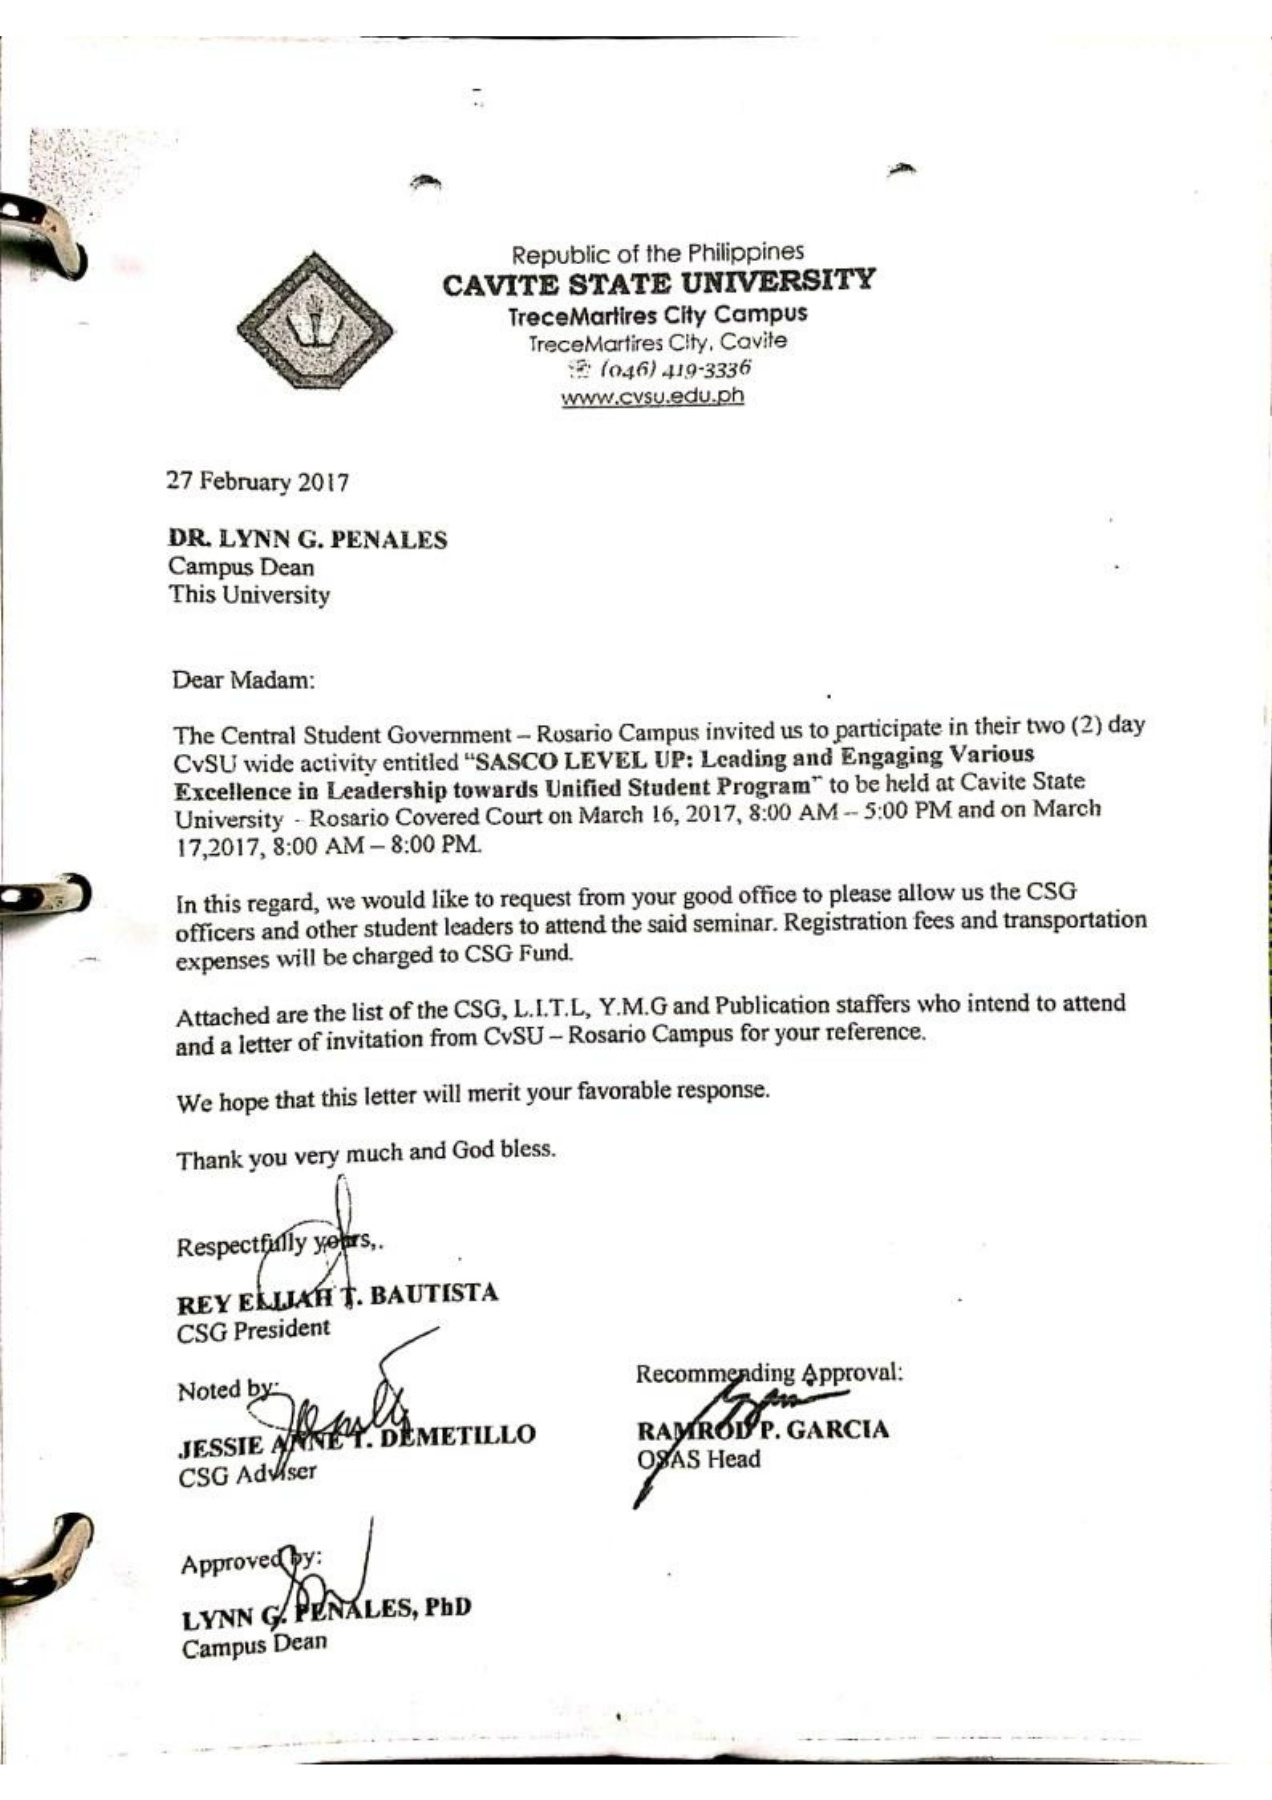 Republic of the Philippines
CAVITE STATE UNIVERSITY
TreceMartires City Campus
TreceMartires City, Cavite
☎ (046) 419-3336
www.cvsu.edu.ph
27 February 2017
DR. LYNN G. PENALES
Campus Dean
This University
Dear Madam:
The Central Student Government – Rosario Campus invited us to participate in their two (2) day
CvSU wide activity entitled “SASCO LEVEL UP: Leading and Engaging Various
Excellence in Leadership towards Unified Student Program” to be held at Cavite State
University - Rosario Covered Court on March 16, 2017, 8:00 AM – 5:00 PM and on March
17,2017, 8:00 AM – 8:00 PM.
In this regard, we would like to request from your good office to please allow us the CSG
officers and other student leaders to attend the said seminar. Registration fees and transportation
expenses will be charged to CSG Fund.
Attached are the list of the CSG, L.I.T.L, Y.M.G and Publication staffers who intend to attend
and a letter of invitation from CvSU – Rosario Campus for your reference.
We hope that this letter will merit your favorable response.
Thank you very much and God bless.
Respectfully yours,.
REY ELIJAH T. BAUTISTA
CSG President
Noted by:
JESSIE ANNE T. DEMETILLO
CSG Adviser
Recommending Approval:
RAMROD P. GARCIA
OSAS Head
Approved by:
LYNN G. PENALES, PhD
Campus Dean